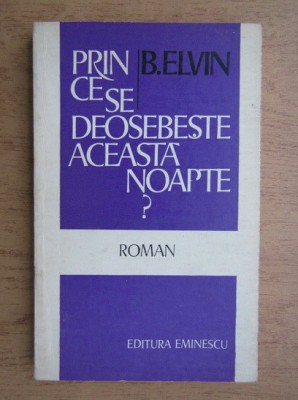 PRIN
CE SE
DEOSEBEȘTE
ACEASTĂ
NOAPTE
?
B. ELVIN
ROMAN
EDITURA EMINESCU